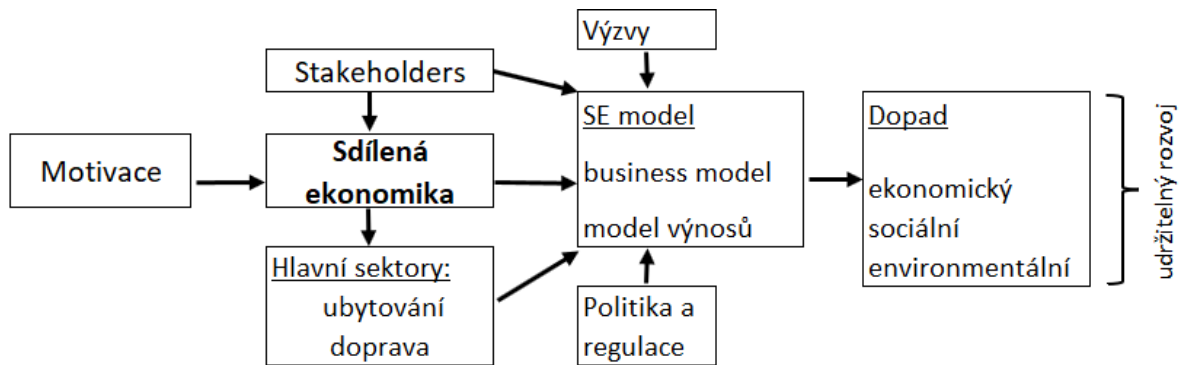 Výzvy
Stakeholders
Motivace
Sdílená
ekonomika
Hlavní sektory:
ubytování
doprava
SE model
business model
model výnosů
Politika a
regulace
Dopad
ekonomický
sociální
environmentální
udržitelný rozvoj